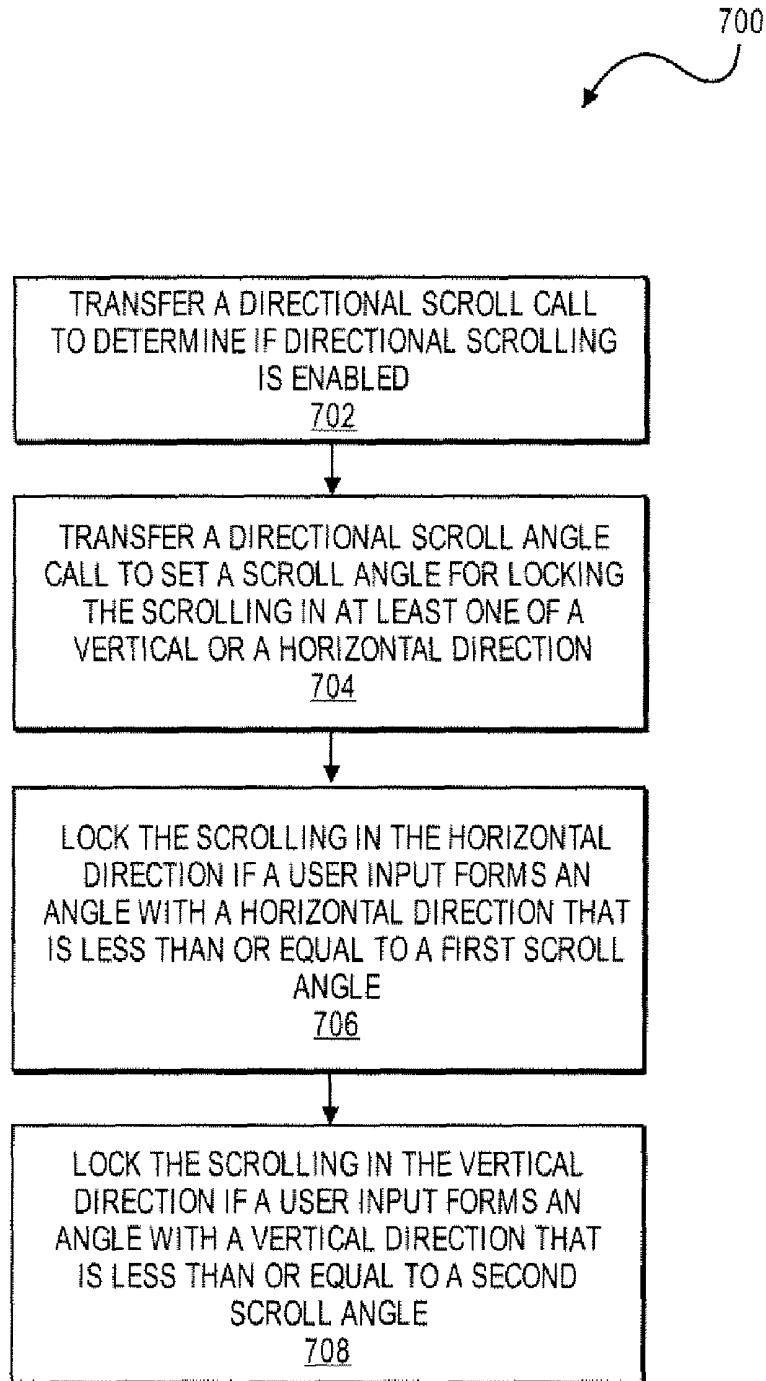 700
TRANSFER A DIRECTIONAL SCROLL CALL
TO DETERMINE IF DIRECTIONAL SCROLLING
IS ENABLED
702
TRANSFER A DIRECTIONAL SCROLL ANGLE
CALL TO SET A SCROLL ANGLE FOR LOCKING
THE SCROLLING IN AT LEAST ONE OF A
VERTICAL OR A HORIZONTAL DIRECTION
704
LOCK THE SCROLLING IN THE HORIZONTAL
DIRECTION IF A USER INPUT FORMS AN
ANGLE WITH A HORIZONTAL DIRECTION THAT
IS LESS THAN OR EQUAL TO A FIRST SCROLL
ANGLE
706
LOCK THE SCROLLING IN THE VERTICAL
DIRECTION IF A USER INPUT FORMS AN
ANGLE WITH A VERTICAL DIRECTION THAT
IS LESS THAN OR EQUAL TO A SECOND
SCROLL ANGLE
708